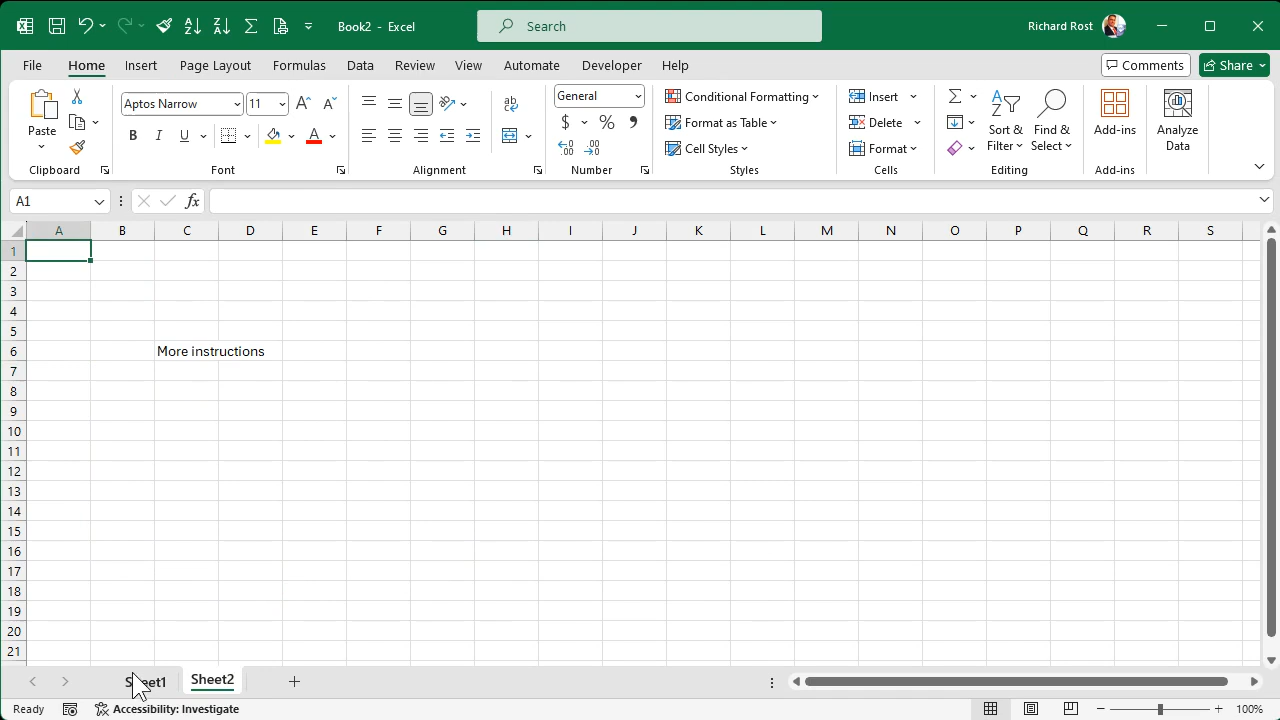 Book2 - Excel
Search
Richard Rost
File Home Insert Page Layout Formulas Data Review View Automate Developer Help
Comments
Share
Paste
Clipboard
Aptos Narrow 11
B I U
Font
ab
Alignment
General
$ % ,
Number
Conditional Formatting
Format as Table
Cell Styles
Styles
Insert
Delete
Format
Cells
Sort &
Filter
Find &
Select
Editing
Add-ins
Add-ins
Analyze
Data
A1
fx
A B C D E F G H I J K L M N O P Q R S
1
2
3
4
5
6 More instructions
7
8
9
10
11
12
13
14
15
16
17
18
19
20
21
Sheet2
Ready
Accessibility: Investigate
100%